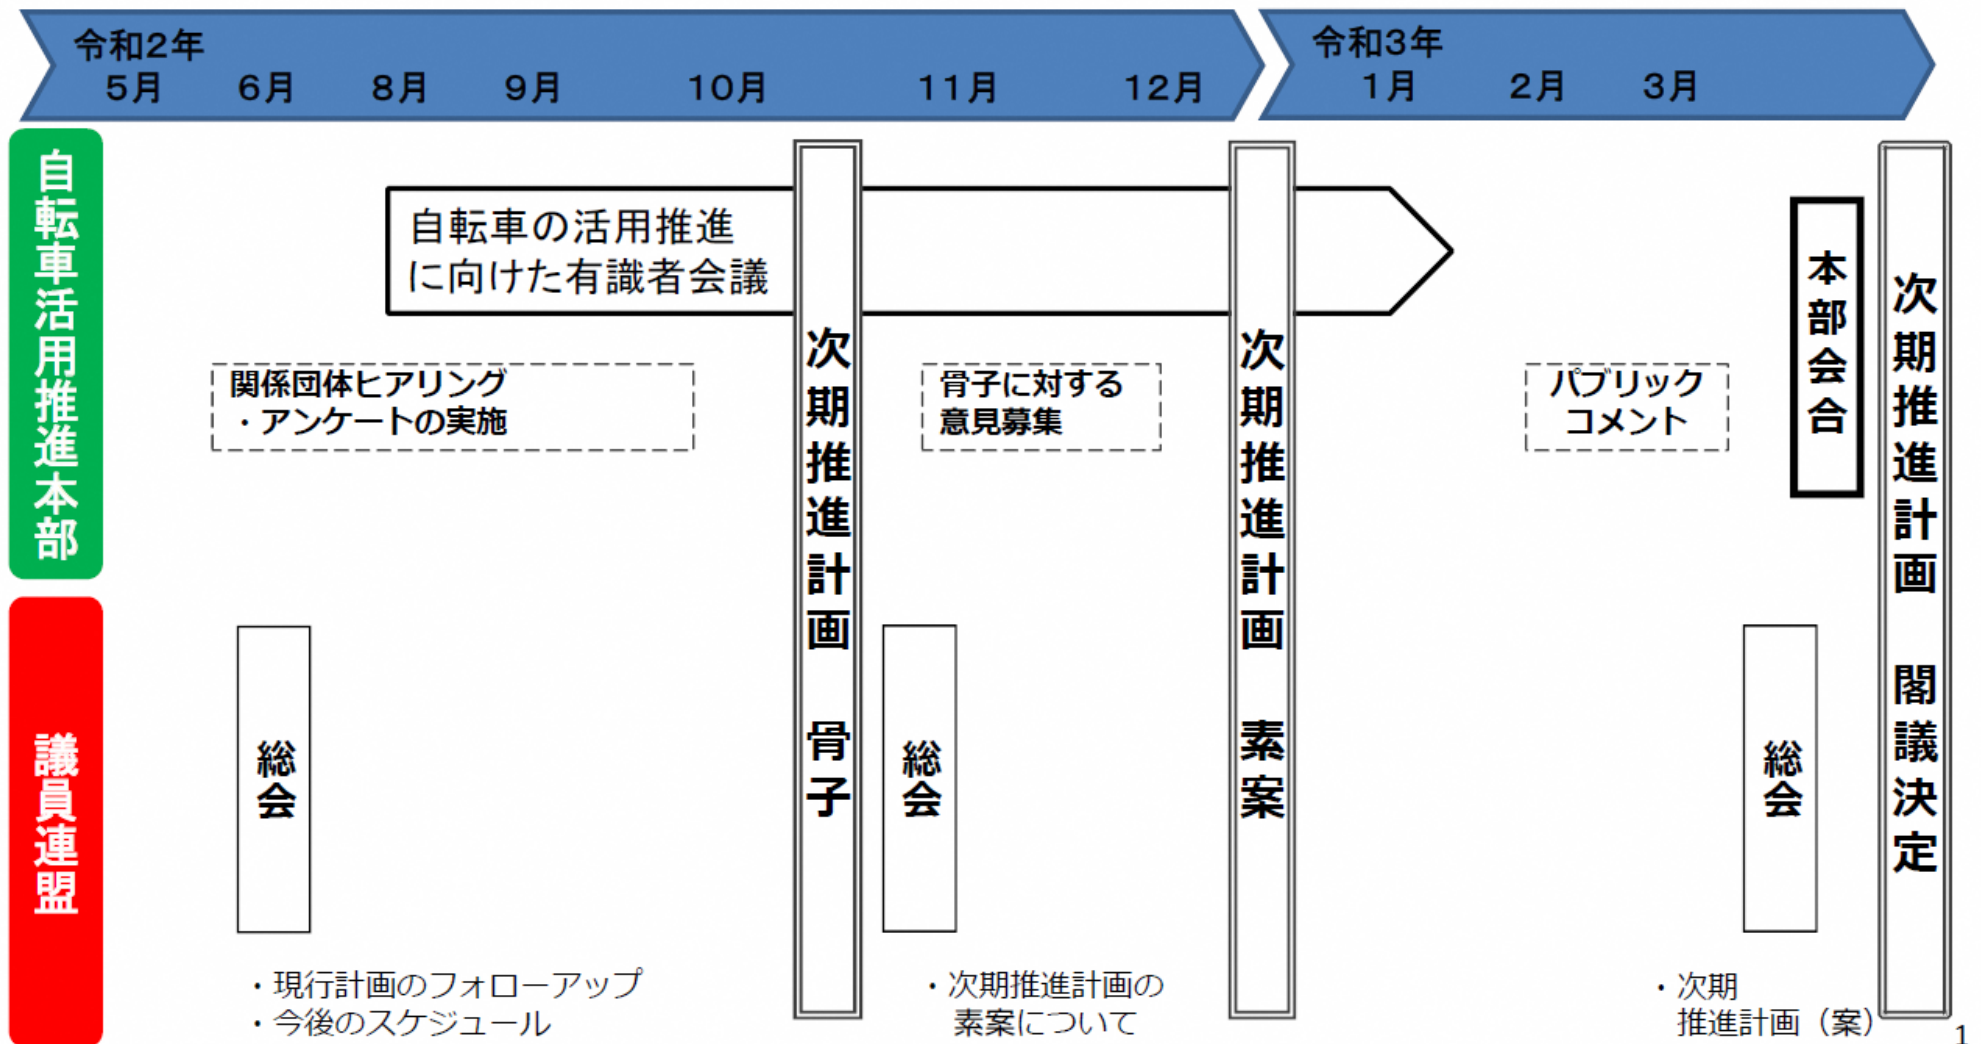 令和2年
5月 6月 8月 9月 10月 11月 12月
令和3年
1月 2月 3月
自転車活用推進本部
自転車の活用推進
に向けた有識者会議
関係団体ヒアリング
・アンケートの実施
次期推進計画 骨子
骨子に対する
意見募集
次期推進計画 素案
パブリック
コメント
本部会合
次期推進計画 閣議決定
議員連盟
総会
・現行計画のフォローアップ
・今後のスケジュール
総会
・次期推進計画の
素案について
総会
・次期
推進計画（案）
1